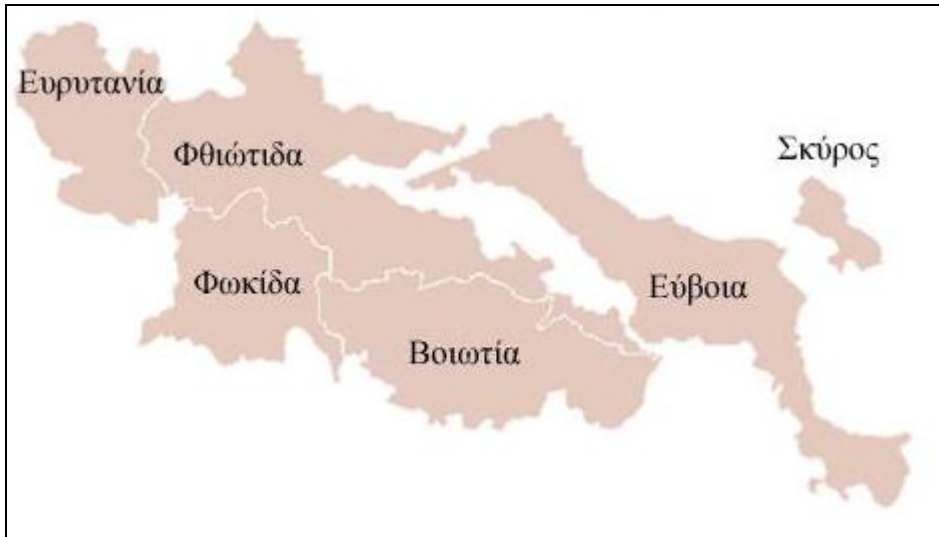 Ευρυτανία
Φθιώτιδα
Σκύρος
Φωκίδα
Εύβοια
Βοιωτία